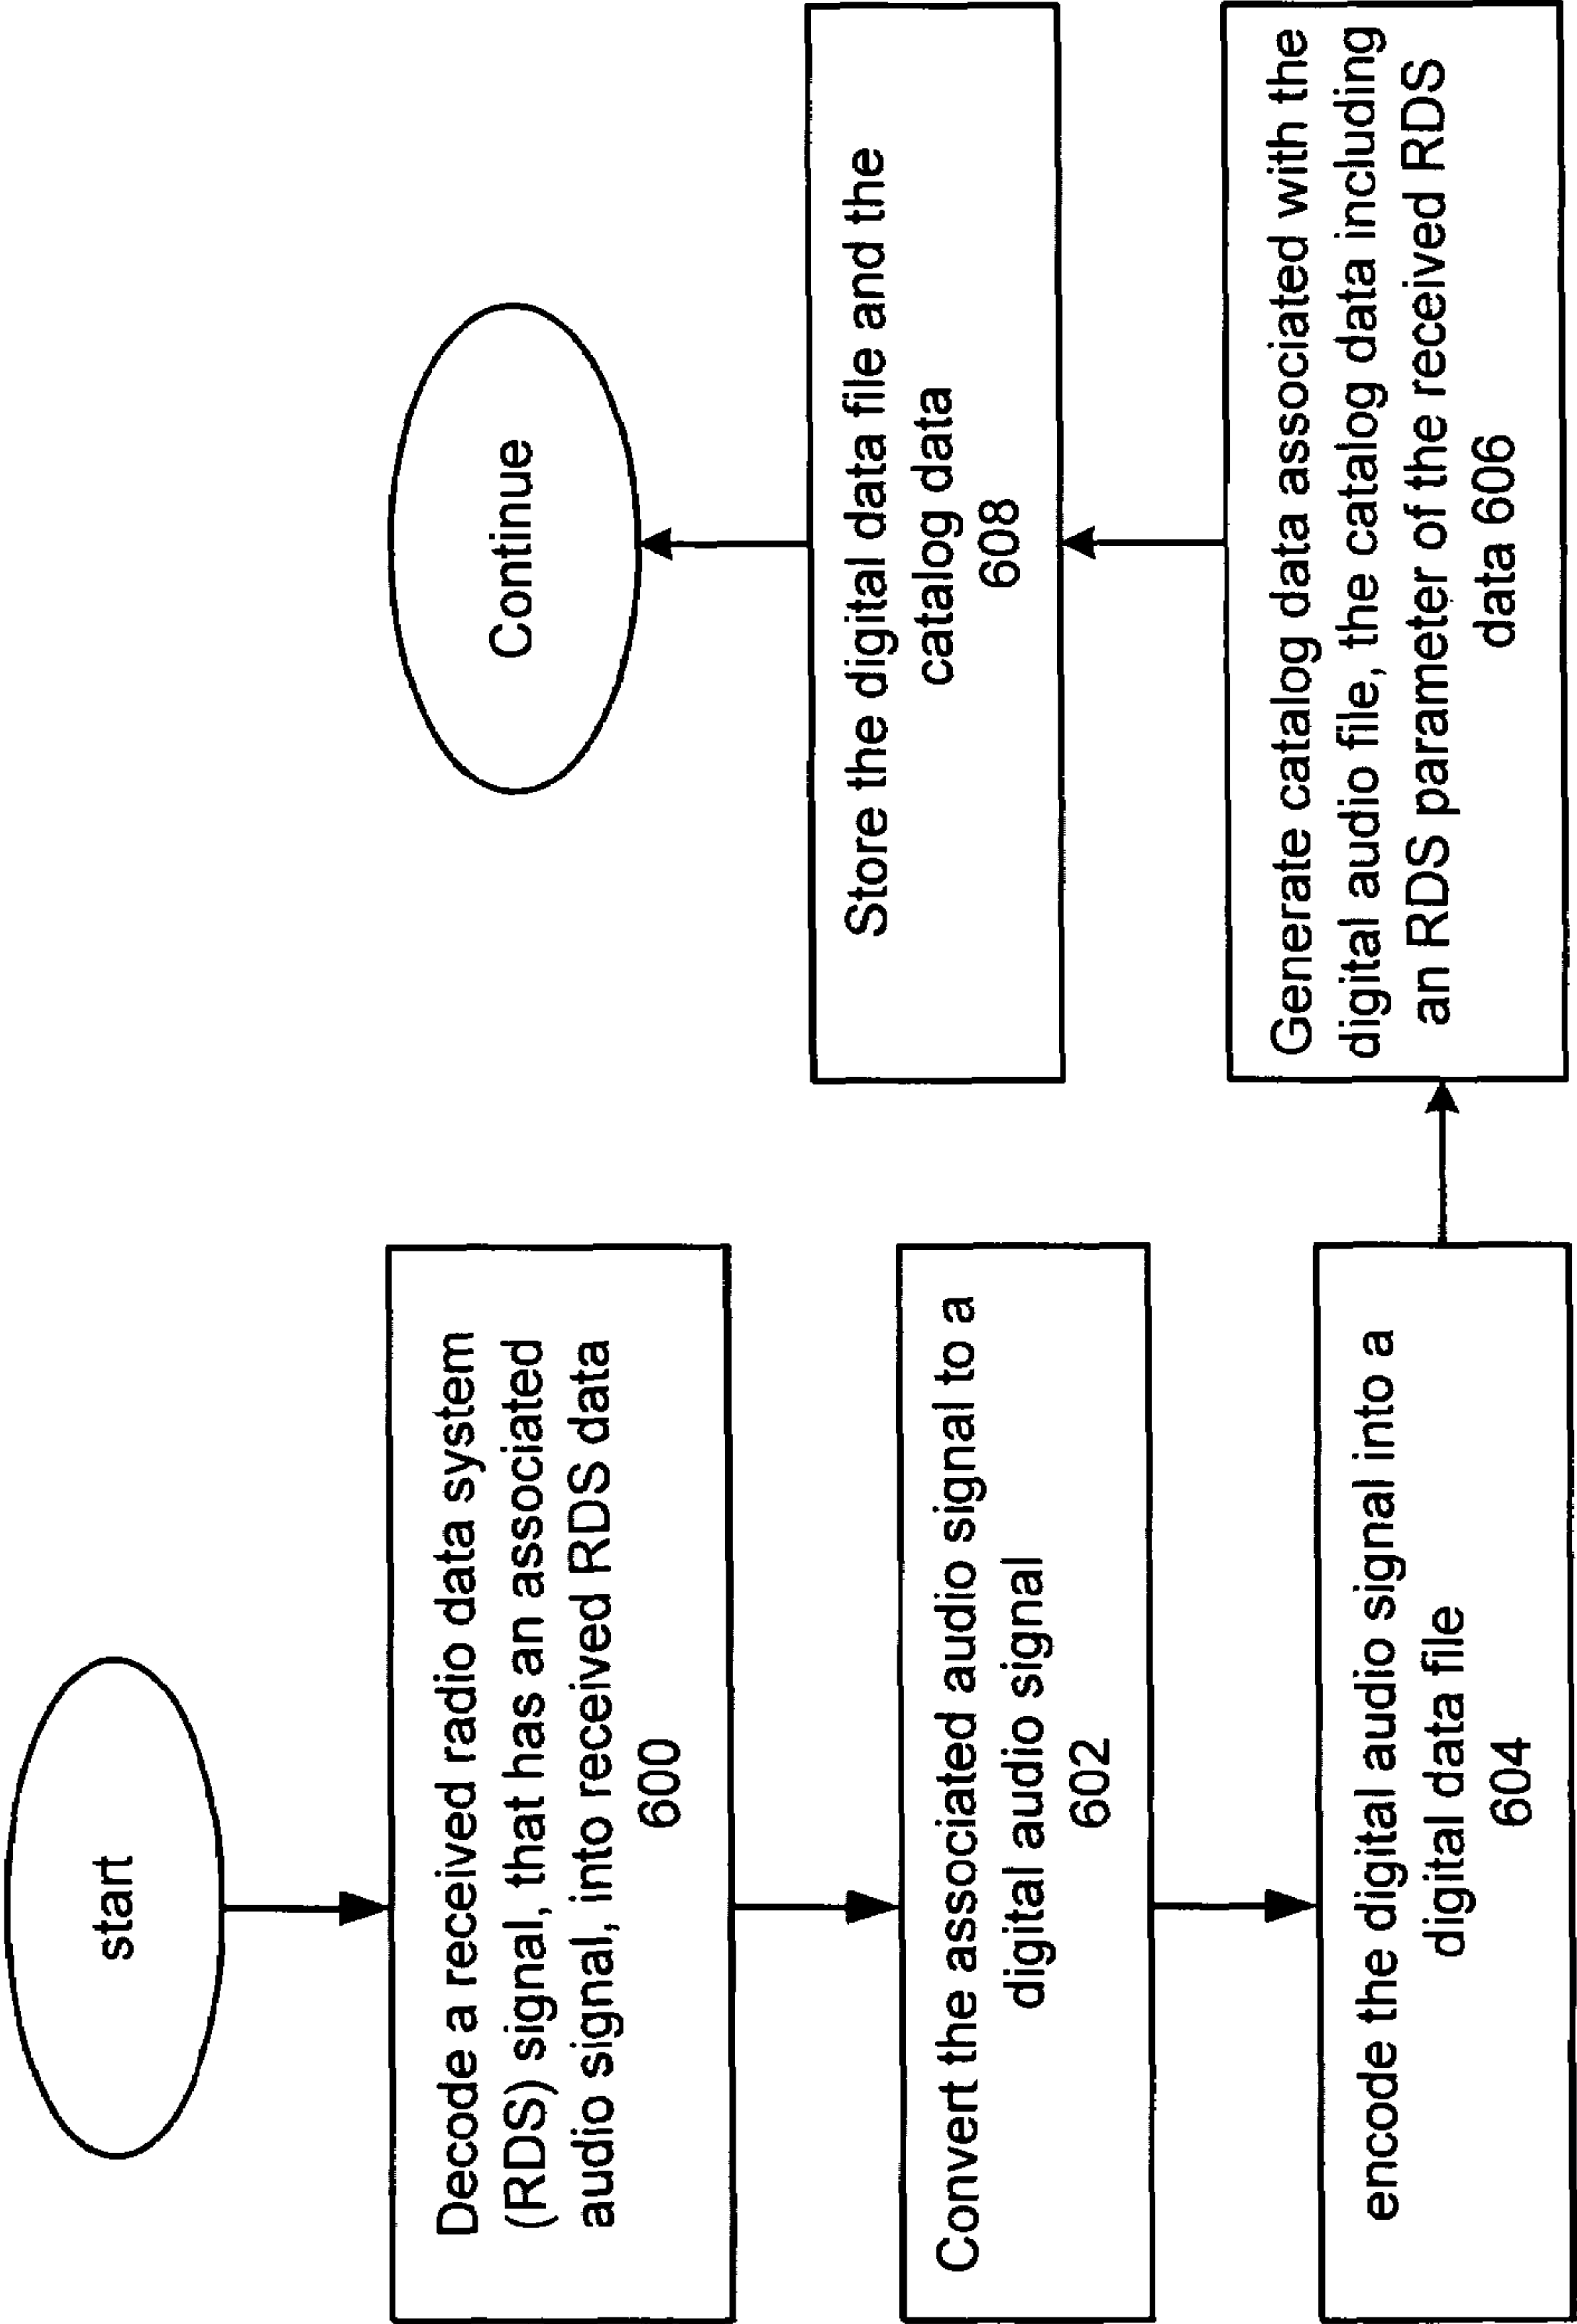 start
Decode a received radio data system
(RDS) signal, that has an associated
audio signal, into received RDS data
600
Convert the associated audio signal to a
digital audio signal
602
encode the digital audio signal into a
digital data file
604
Generate catalog data associated with the
digital audio file, the catalog data including
an RDS parameter of the received RDS
data 606
Store the digital data file and the
catalog data
608
Continue